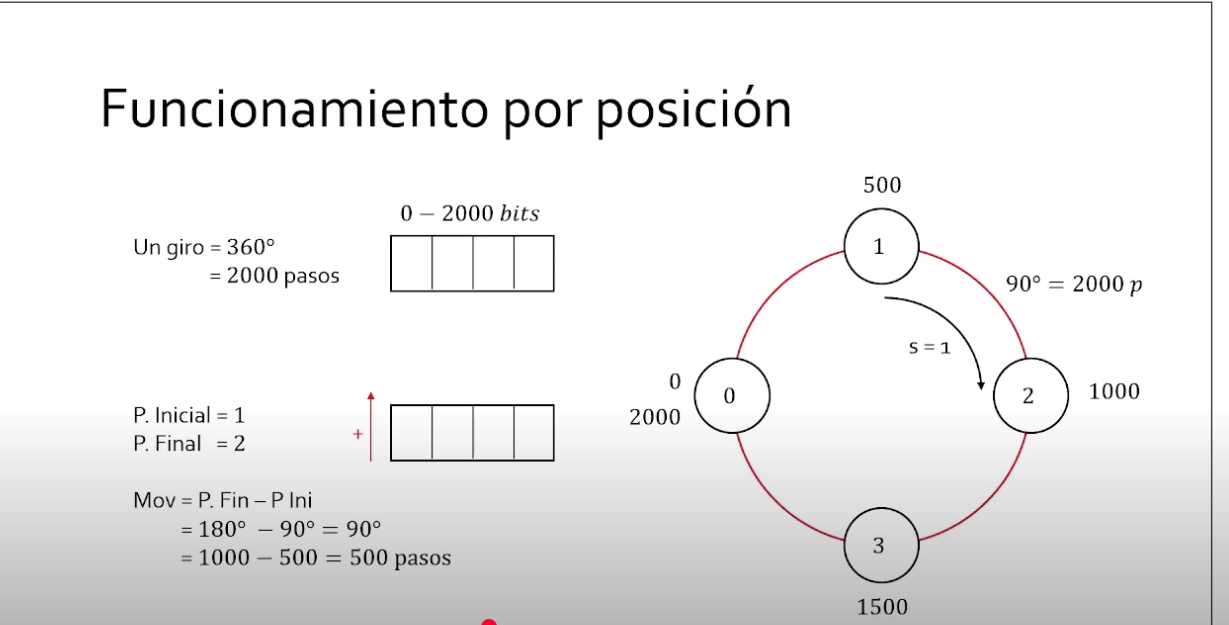 Funcionamiento por posición
0 − 2000 bits
Un giro = 360°
= 2000 pasos
P. Inicial = 1
P. Final = 2
+
Mov = P. Fin – P Ini
= 180° − 90° = 90°
= 1000 − 500 = 500 pasos
500
1
90° = 2000 p
s = 1
0
2000
0
2
1000
3
1500